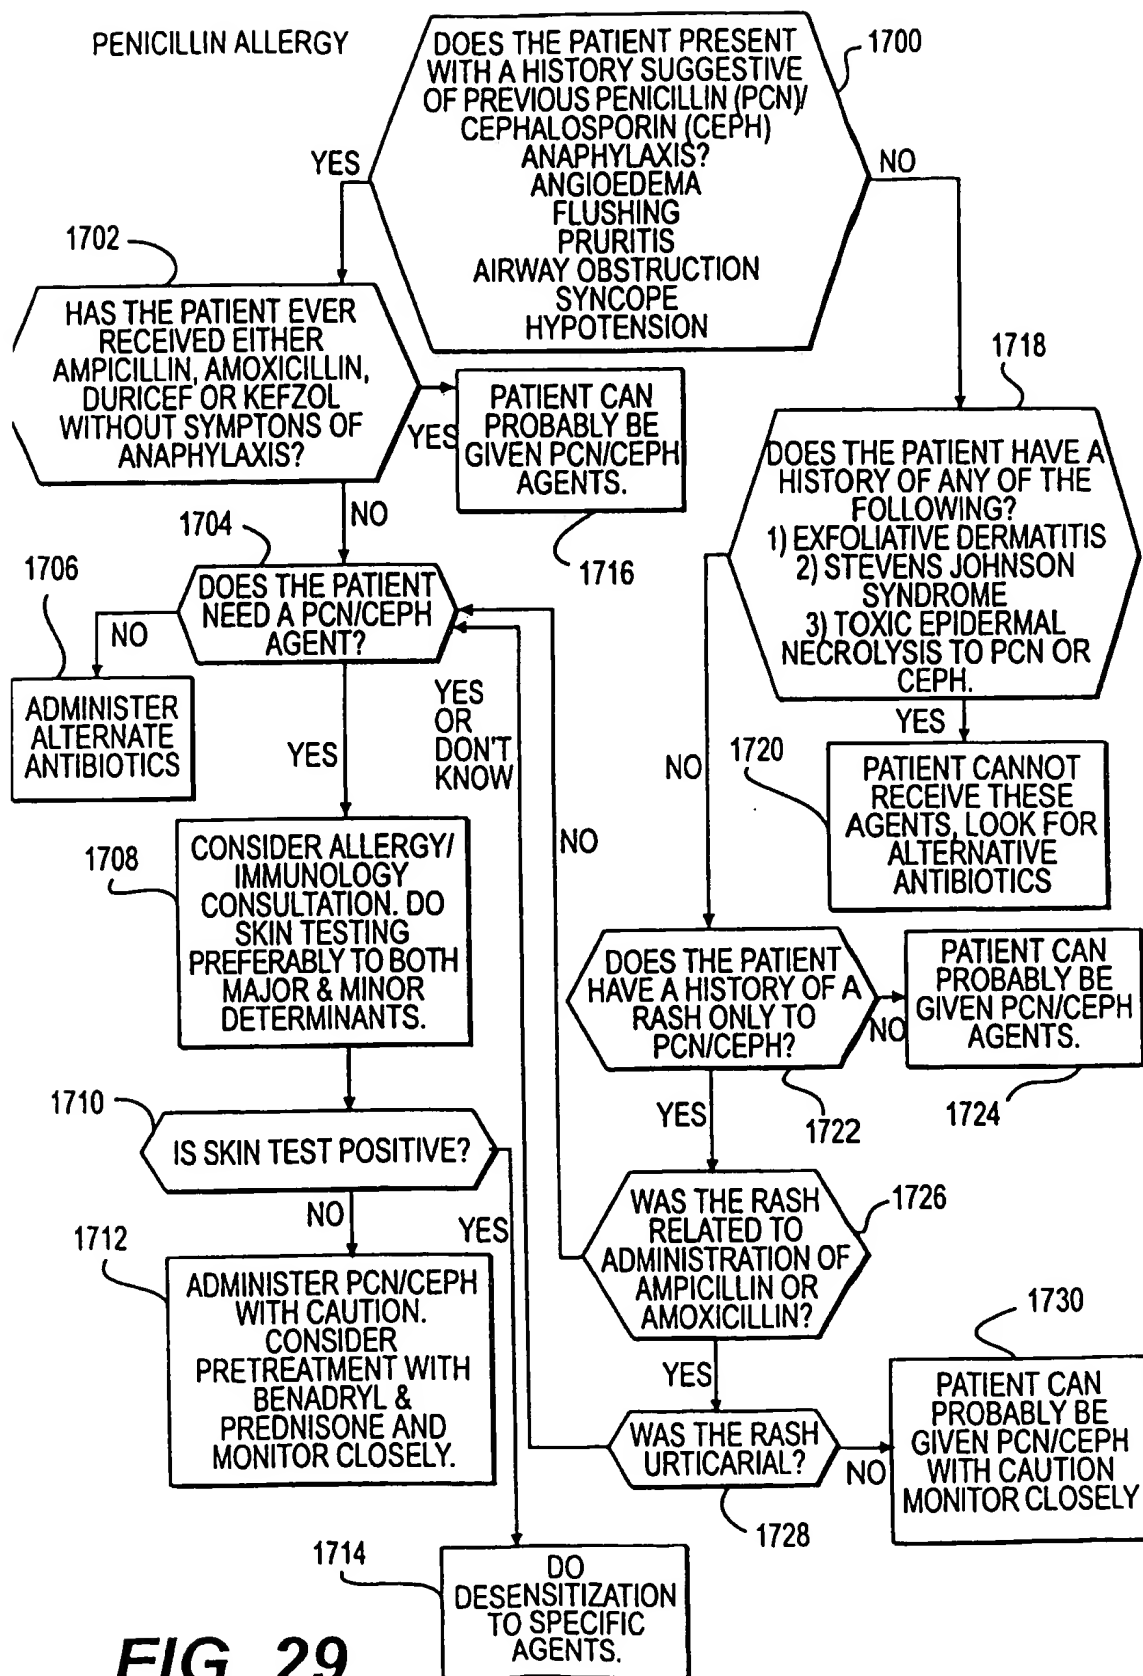 PENICILLIN ALLERGY
DOES THE PATIENT PRESENT
WITH A HISTORY SUGGESTIVE
OF PREVIOUS PENICILLIN (PCN)/
CEPHALOSPORIN (CEPH)
ANAPHYLAXIS?
ANGIOEDEMA
FLUSHING
PRURITIS
AIRWAY OBSTRUCTION
SYNCOPE
HYPOTENSION
1700
YES
NO
1702
HAS THE PATIENT EVER
RECEIVED EITHER
AMPICILLIN, AMOXICILLIN,
DURICEF OR KEFZOL
WITHOUT SYMPTONS OF
ANAPHYLAXIS?
YES
PATIENT CAN
PROBABLY BE
GIVEN PCN/CEPH
AGENTS.
1716
1718
DOES THE PATIENT HAVE A
HISTORY OF ANY OF THE
FOLLOWING?
1) EXFOLIATIVE DERMATITIS
2) STEVENS JOHNSON
SYNDROME
3) TOXIC EPIDERMAL
NECROLYSIS TO PCN OR
CEPH.
NO
1704
DOES THE PATIENT
NEED A PCN/CEPH
AGENT?
1706
NO
ADMINISTER
ALTERNATE
ANTIBIOTICS
YES
YES
OR
DON'T
KNOW
NO
NO
YES
1720
PATIENT CANNOT
RECEIVE THESE
AGENTS, LOOK FOR
ALTERNATIVE
ANTIBIOTICS
1708
CONSIDER ALLERGY/
IMMUNOLOGY
CONSULTATION. DO
SKIN TESTING
PREFERABLY TO BOTH
MAJOR & MINOR
DETERMINANTS.
DOES THE PATIENT
HAVE A HISTORY OF A
RASH ONLY TO
PCN/CEPH?
NO
PATIENT CAN
PROBABLY BE
GIVEN PCN/CEPH
AGENTS.
1724
1722
YES
1710
IS SKIN TEST POSITIVE?
NO
YES
1712
ADMINISTER PCN/CEPH
WITH CAUTION.
CONSIDER
PRETREATMENT WITH
BENADRYL &
PREDNISONE AND
MONITOR CLOSELY.
WAS THE RASH
RELATED TO
ADMINISTRATION OF
AMPICILLIN OR
AMOXICILLIN?
1726
YES
WAS THE RASH
URTICARIAL?
1728
NO
1730
PATIENT CAN
PROBABLY BE
GIVEN PCN/CEPH
WITH CAUTION
MONITOR CLOSELY
1714
DO
DESENSITIZATION
TO SPECIFIC
AGENTS.
FIG. 29